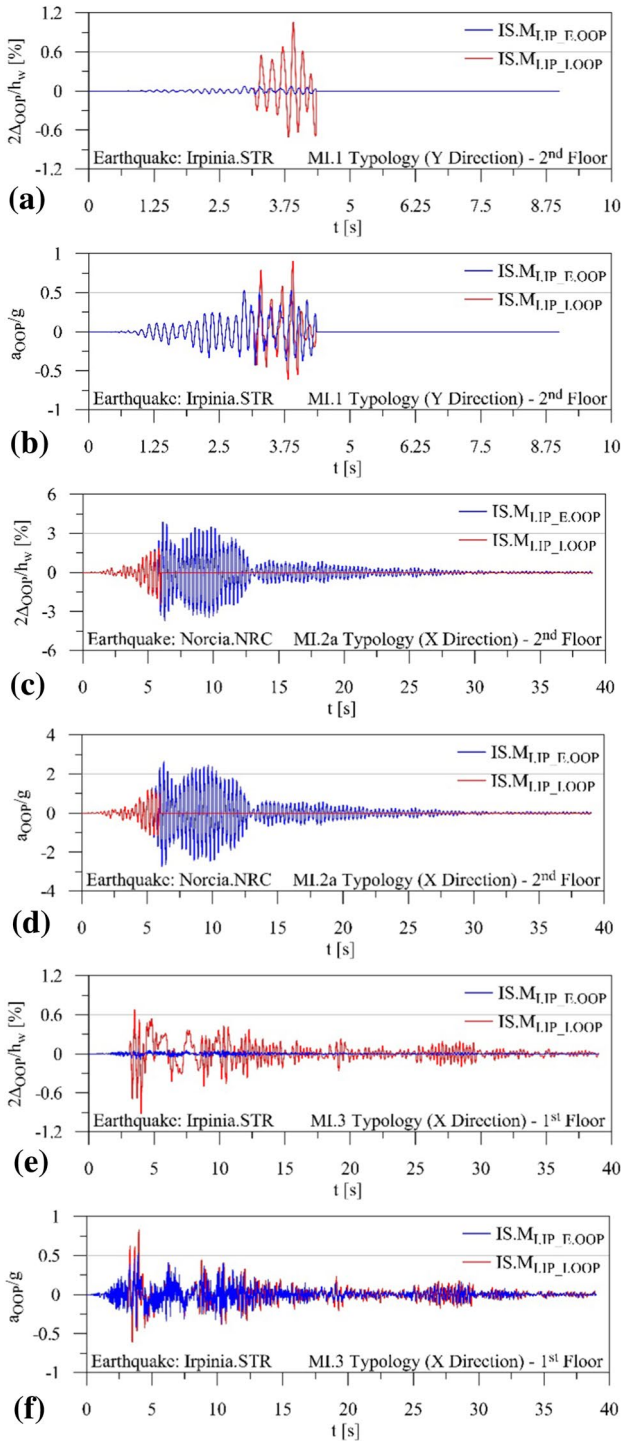 1.2
0.6
0
-0.6
-1.2
2Δ_OOP/h_w [%]
IS.M_I.IP_E.OOP
IS.M_I.IP_I.OOP
Earthquake: Irpinia.STR MI.1 Typology (Y Direction) - 2nd Floor
(a)
0 1.25 2.5 3.75 5 6.25 7.5 8.75 10
t [s]
1
0.5
0
-0.5
-1
a_OOP/g
IS.M_I.IP_E.OOP
IS.M_I.IP_I.OOP
Earthquake: Irpinia.STR MI.1 Typology (Y Direction) - 2nd Floor
(b)
0 1.25 2.5 3.75 5 6.25 7.5 8.75 10
t [s]
6
3
0
-3
-6
2Δ_OOP/h_w [%]
IS.M_I.IP_E.OOP
IS.M_I.IP_I.OOP
Earthquake: Norcia.NRC MI.2a Typology (X Direction) - 2nd Floor
(c)
0 5 10 15 20 25 30 35 40
t [s]
4
2
0
-2
-4
a_OOP/g
IS.M_I.IP_E.OOP
IS.M_I.IP_I.OOP
Earthquake: Norcia.NRC MI.2a Typology (X Direction) - 2nd Floor
(d)
0 5 10 15 20 25 30 35 40
t [s]
1.2
0.6
0
-0.6
-1.2
2Δ_OOP/h_w [%]
IS.M_I.IP_E.OOP
IS.M_I.IP_I.OOP
Earthquake: Irpinia.STR MI.3 Typology (X Direction) - 1st Floor
(e)
0 5 10 15 20 25 30 35 40
t [s]
1
0.5
0
-0.5
-1
a_OOP/g
IS.M_I.IP_E.OOP
IS.M_I.IP_I.OOP
Earthquake: Irpinia.STR MI.3 Typology (X Direction) - 1st Floor
(f)
0 5 10 15 20 25 30 35 40
t [s]